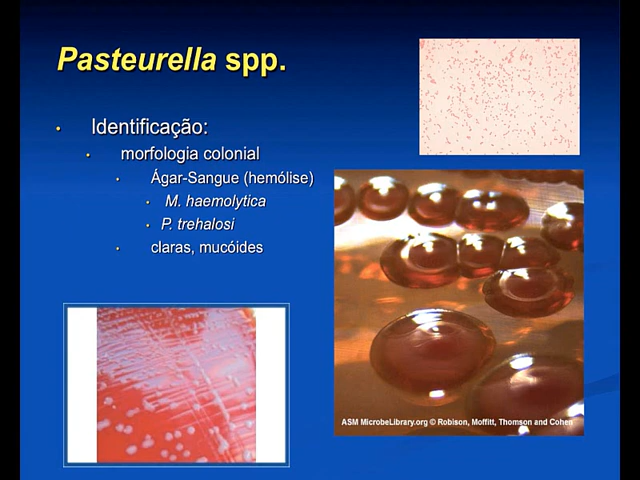 Pasteurella spp.
Identificação:
morfologia colonial
Ágar-Sangue (hemólise)
M. haemolytica
P. trehalosi
claras, mucóides
ASM MicrobeLibrary.org © Robison, Moffitt, Thomson and Cohen